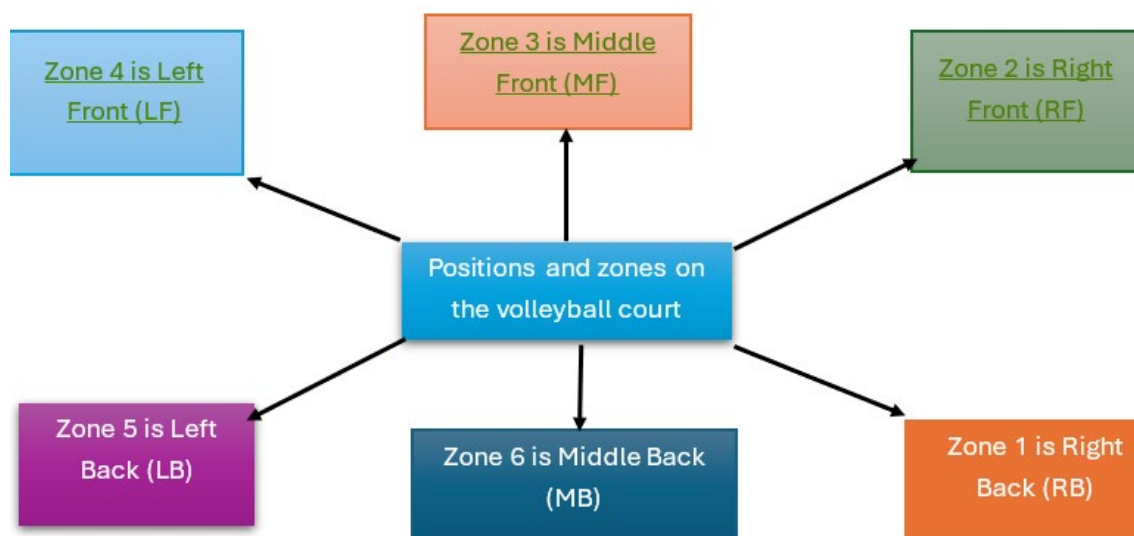 Zone 4 is Left
Front (LF)
Zone 3 is Middle
Front (MF)
Zone 2 is Right
Front (RF)
Positions and zones on
the volleyball court
Zone 5 is Left
Back (LB)
Zone 6 is Middle Back
(MB)
Zone 1 is Right
Back (RB)